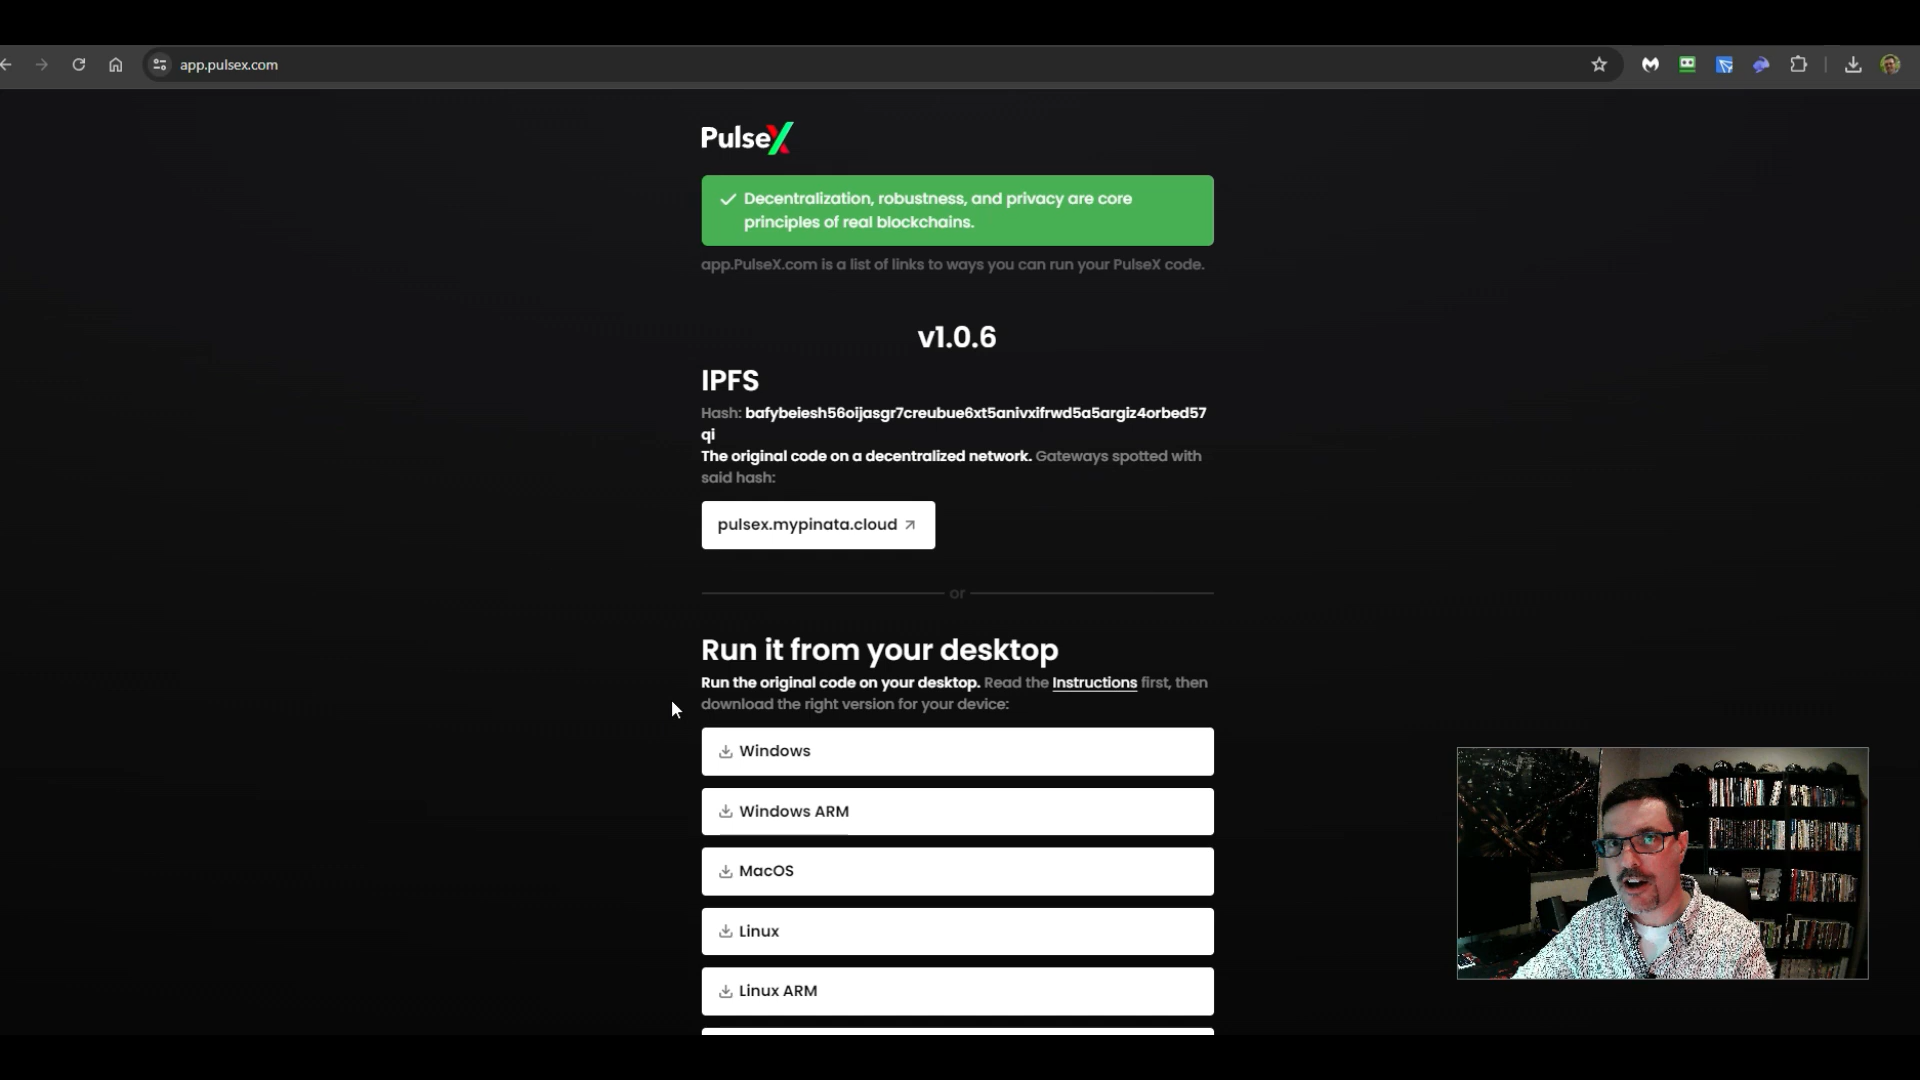 app.pulsex.com
PulseX
Decentralization, robustness, and privacy are core
principles of real blockchains.
app.PulseX.com is a list of links to ways you can run your PulseX code.
v1.0.6
IPFS
Hash: bafybeiesh56oijasgr7creubue6xt5anivxifrwd5a5argiz4orbed57
qi
The original code on a decentralized network. Gateways spotted with
said hash:
pulsex.mypinata.cloud
or
Run it from your desktop
Run the original code on your desktop. Read the Instructions first, then
download the right version for your device:
Windows
Windows ARM
MacOS
Linux
Linux ARM